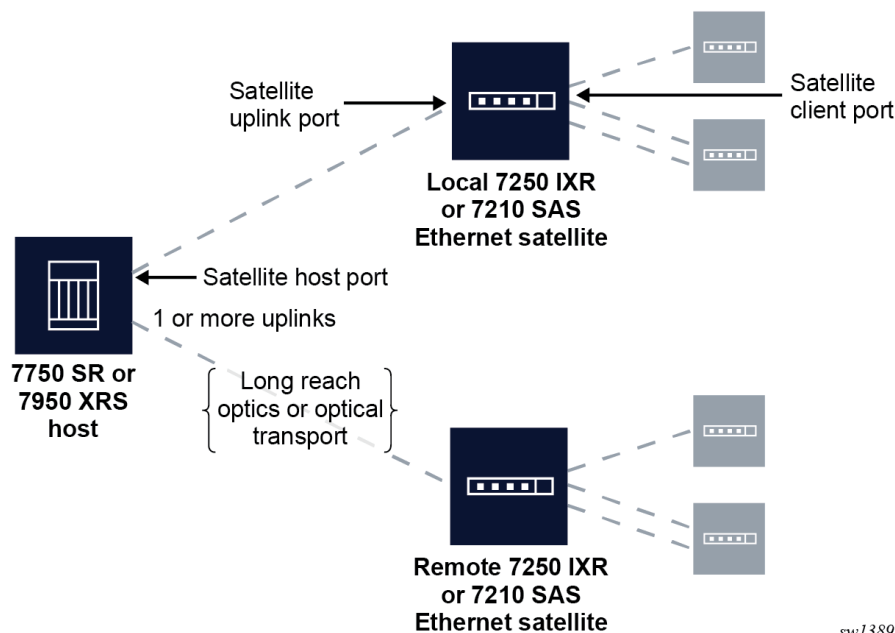 Satellite
uplink port
Satellite
client port
Local 7250 IXR
or 7210 SAS
Ethernet satellite
Satellite host port
1 or more uplinks
7750 SR or
7950 XRS
host
Long reach
optics or optical
transport
Remote 7250 IXR
or 7210 SAS
Ethernet satellite
sw1389